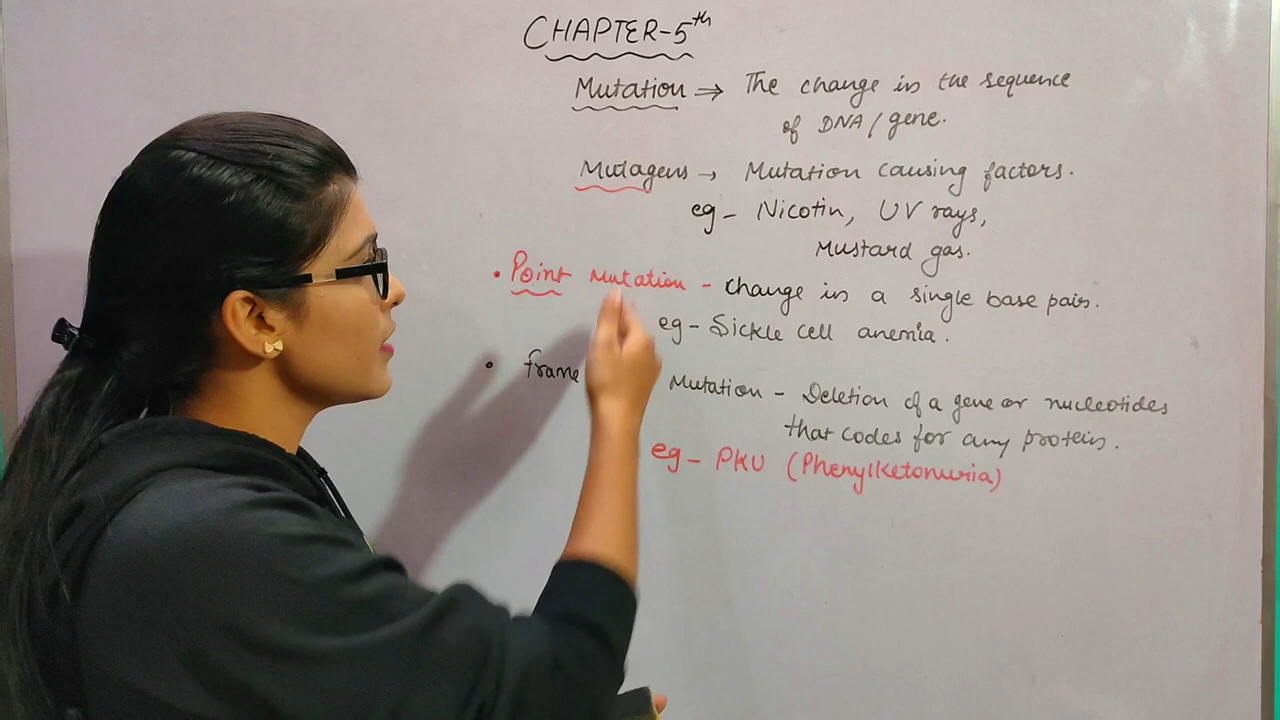 CHAPTER-5th
Mutation ⇒ The change in the sequence
of DNA/gene.
Mutagens → Mutation causing factors.
eg- Nicotin, UV rays,
Mustard gas.
• Point Mutation - change in a single base pair.
eg- Sickle cell anemia.
• frame Mutation - Deletion of a gene or nucleotides
that codes for any protein.
eg- PKU (Phenylketonuria)